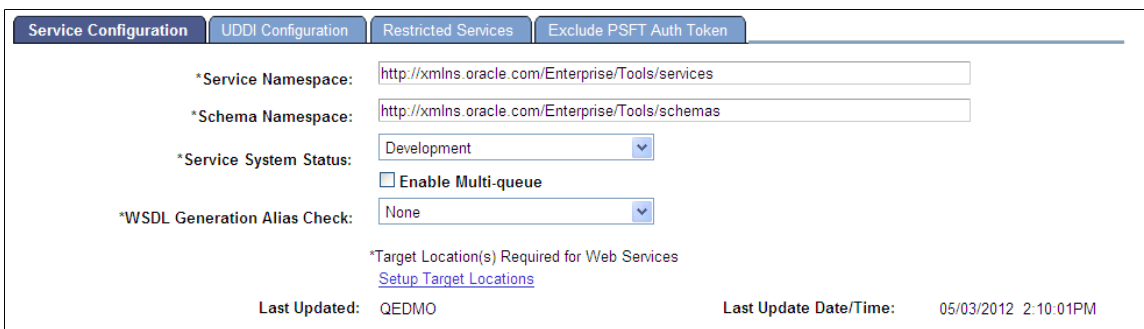 Service Configuration UDDI Configuration Restricted Services Exclude PSFT Auth Token
*Service Namespace: http://xmlns.oracle.com/Enterprise/Tools/services
*Schema Namespace: http://xmlns.oracle.com/Enterprise/Tools/schemas
*Service System Status: Development
Enable Multi-queue
*WSDL Generation Alias Check: None
*Target Location(s) Required for Web Services
Setup Target Locations
Last Updated: QEDMO Last Update Date/Time: 05/03/2012 2:10:01PM